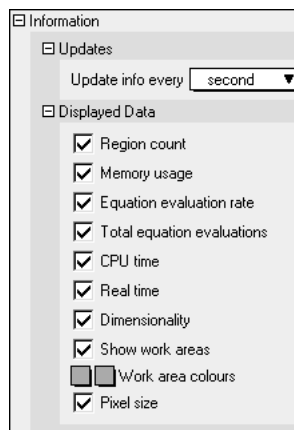 Information
Updates
Update info every second
Displayed Data
Region count
Memory usage
Equation evaluation rate
Total equation evaluations
CPU time
Real time
Dimensionality
Show work areas
Work area colours
Pixel size